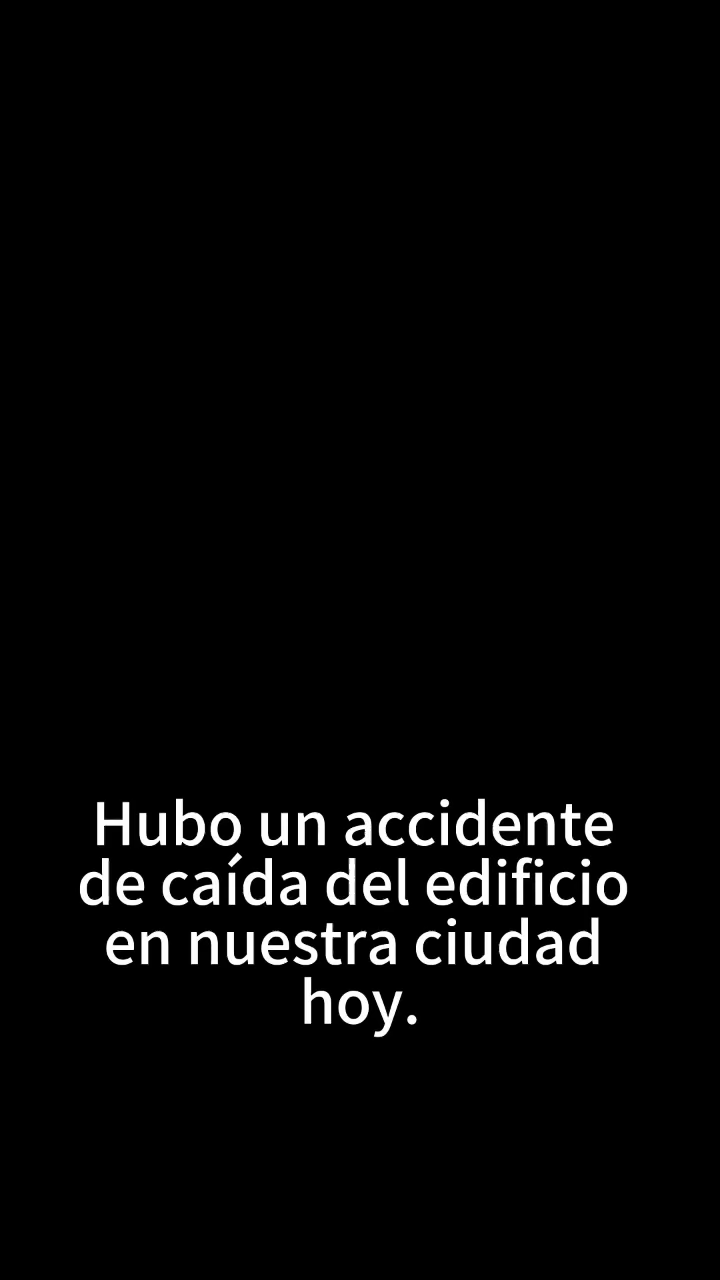 Hubo un accidente
de caída del edificio
en nuestra ciudad
hoy.